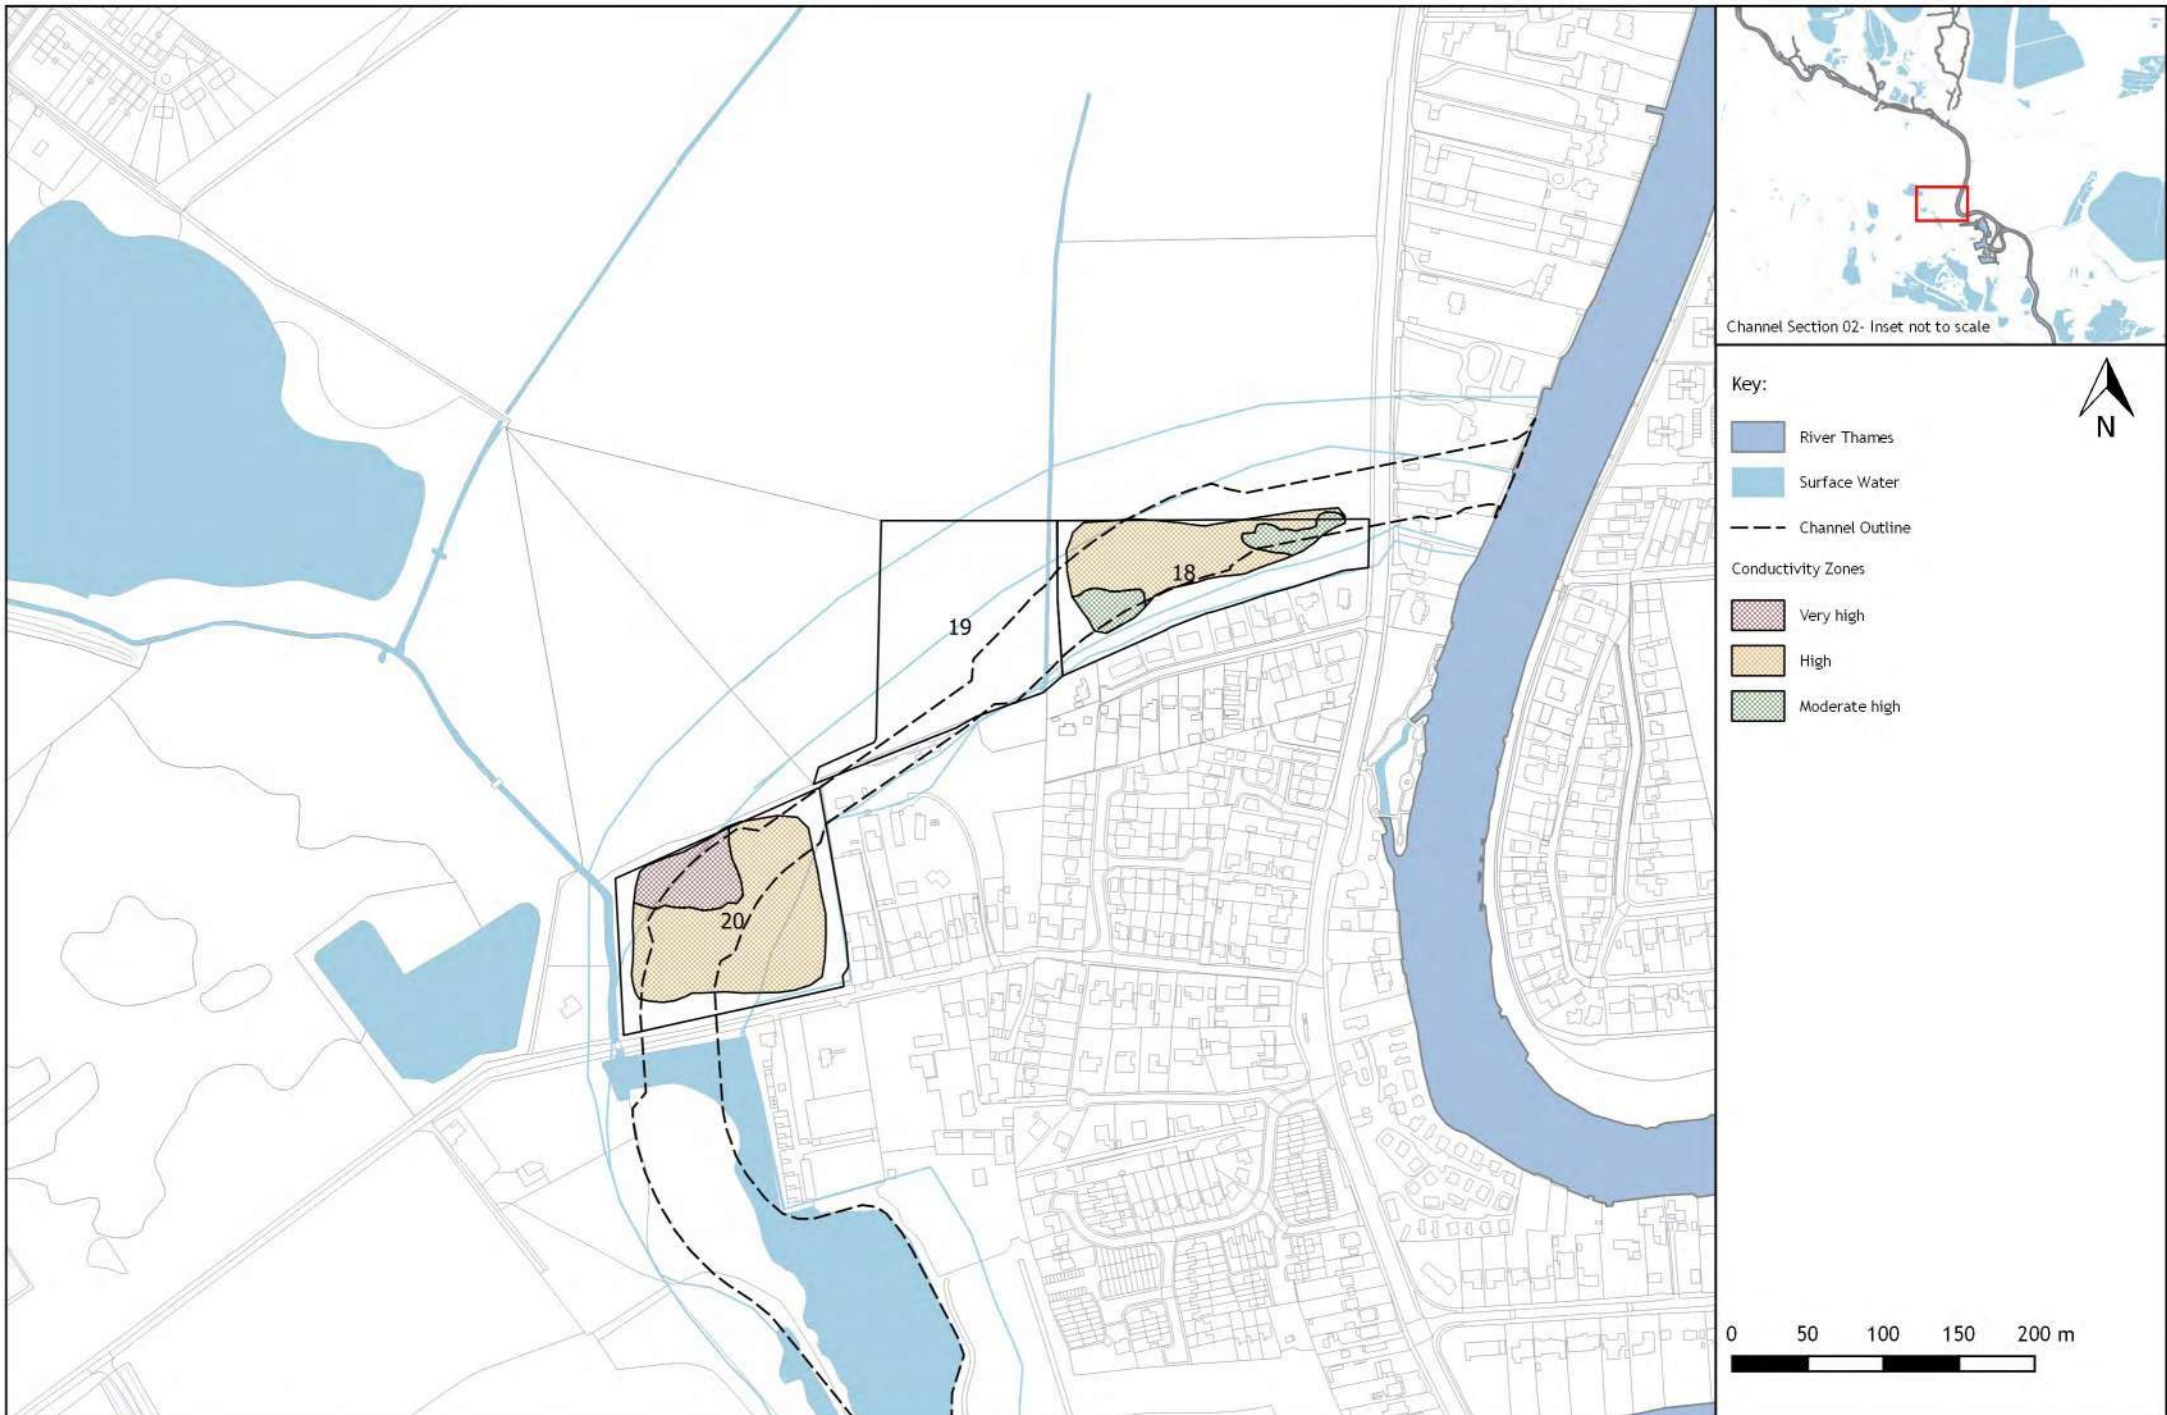 18
19
20
Channel Section 02- Inset not to scale
Key:
N
River Thames
Surface Water
Channel Outline
Conductivity Zones
Very high
High
Moderate high
0 50 100 150 200 m